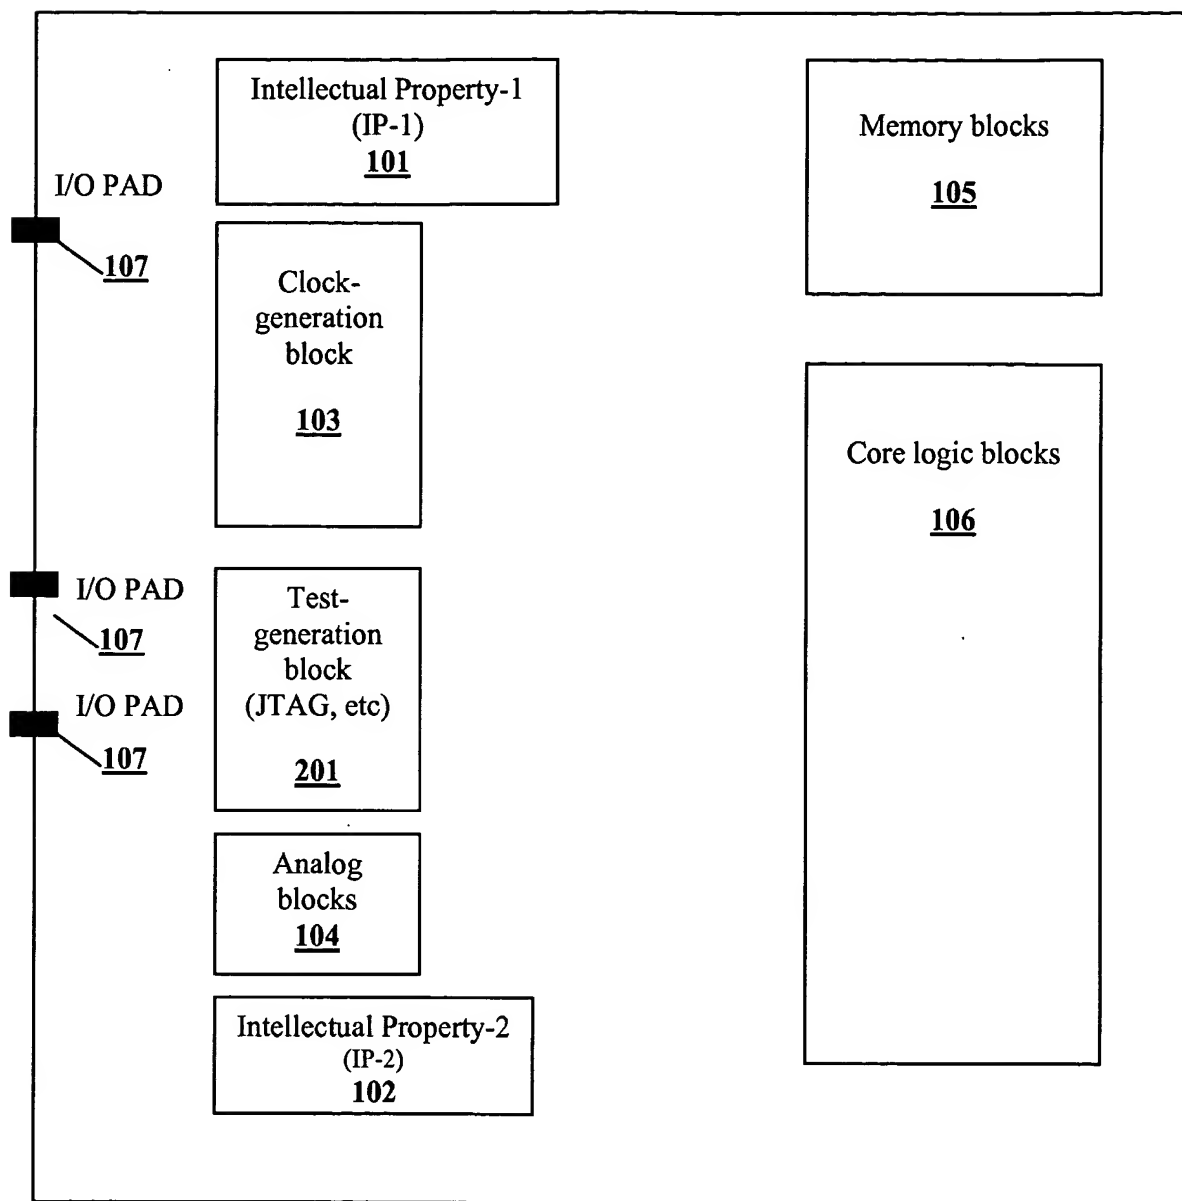 Intellectual Property-1
(IP-1)
101
Memory blocks
105
I/O PAD
107
Clock-
generation
block
103
Core logic blocks
106
I/O PAD
107
I/O PAD
107
Test-
generation
block
(JTAG, etc)
201
Analog
blocks
104
Intellectual Property-2
(IP-2)
102